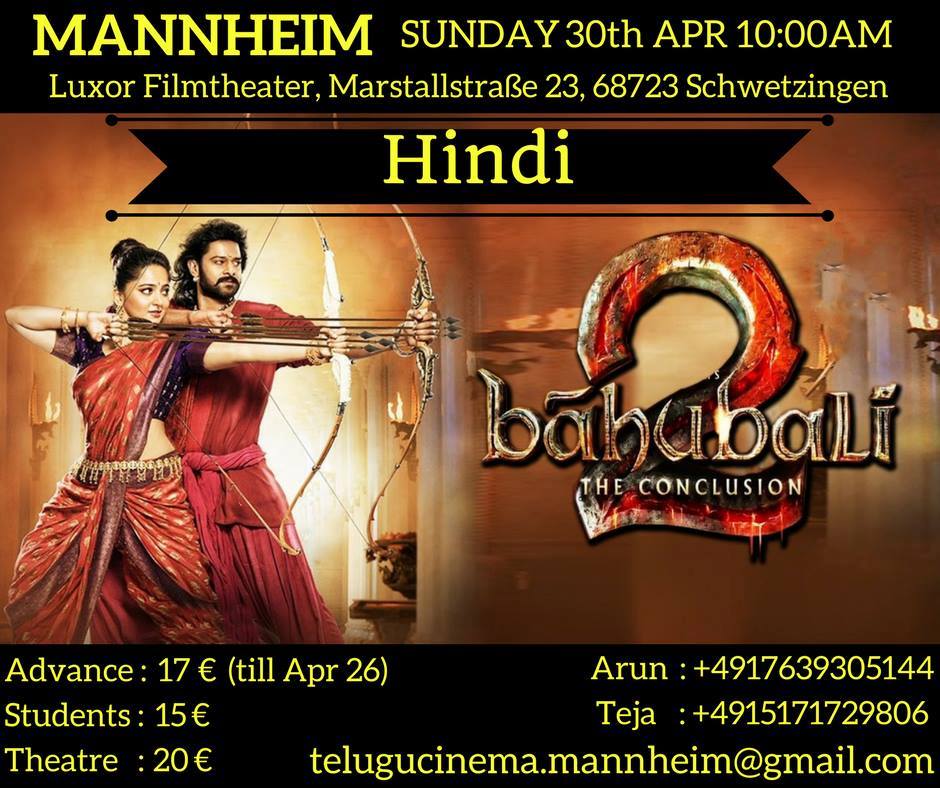 MANNHEIM SUNDAY 30th APR 10:00AM
Luxor Filmtheater, Marstallstraße 23, 68723 Schwetzingen
Hindi
2
bāhubali
THE CONCLUSION
Advance : 17 € (till Apr 26)
Students : 15 €
Theatre : 20 €
Arun : +4917639305144
Teja : +4915171729806
telugucinema.mannheim@gmail.com